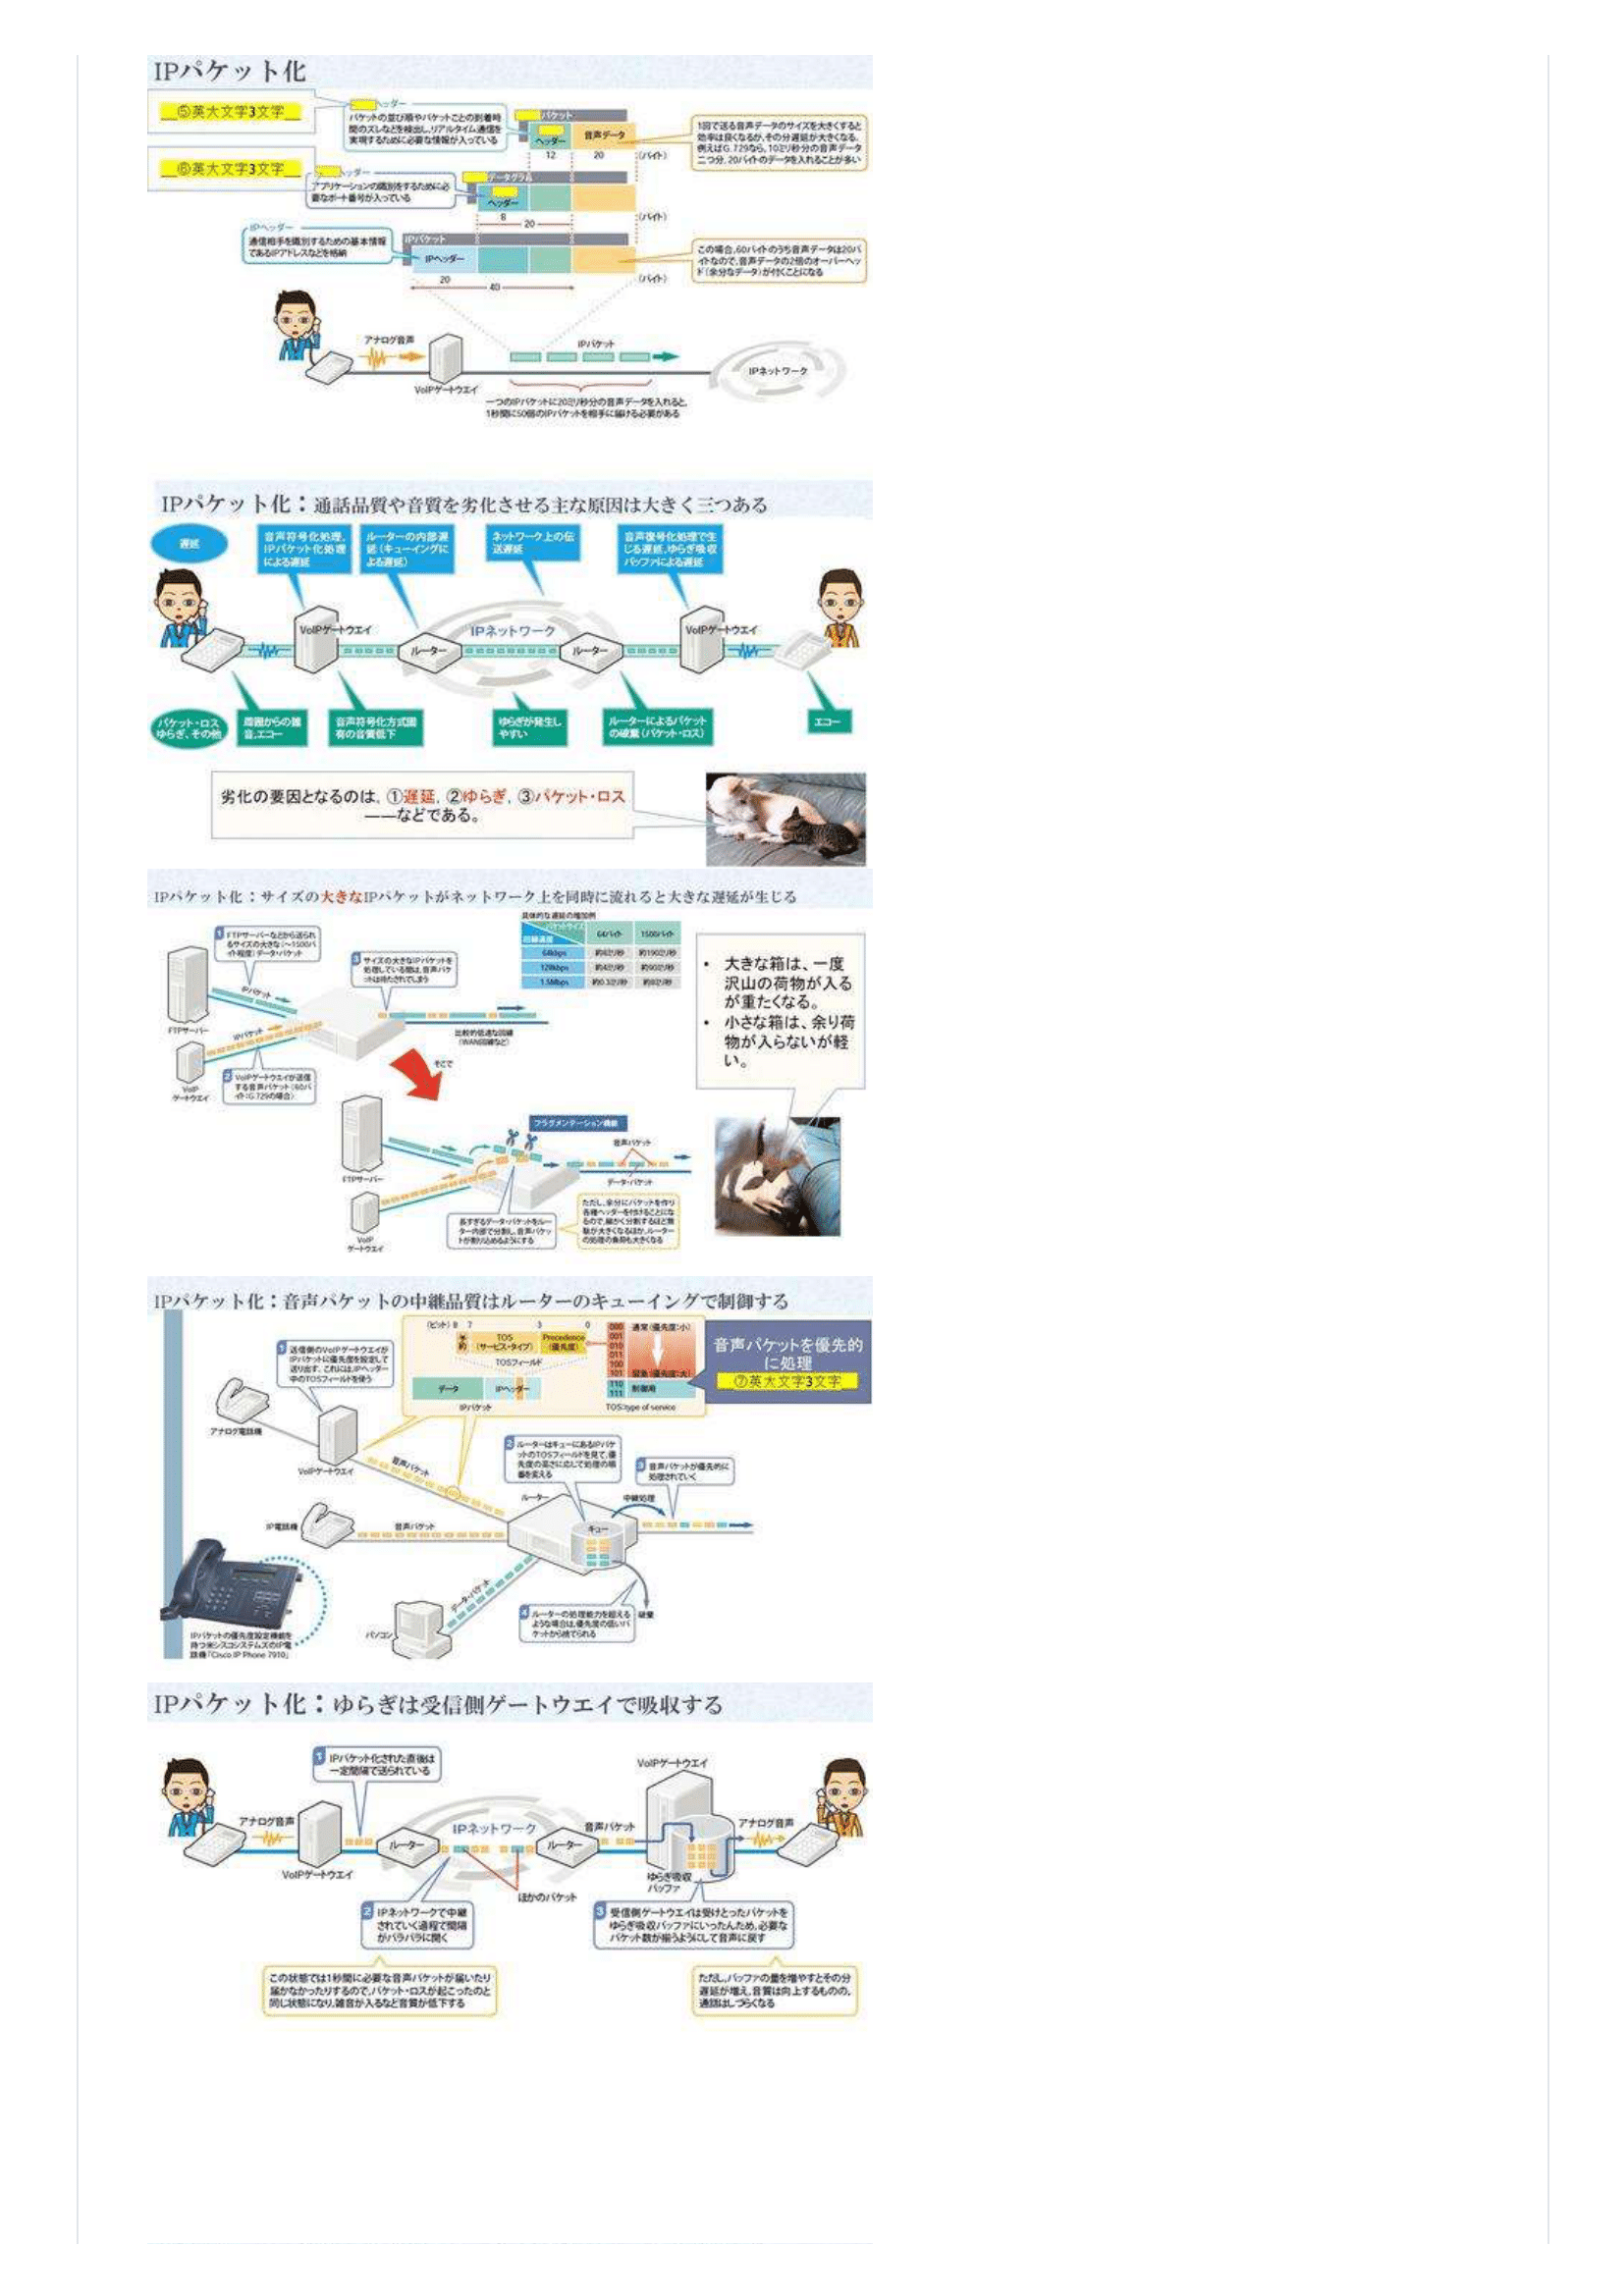 IPパケット化
__⑤英大文字3文字__
ヘッダー
パケットの並び順やパケットごとの到着時
間のズレなどを検出し,リアルタイム通信を
実現するために必要な情報が入っている
パケット
ヘッダー
音声データ
12
20
(バイト)
1回で送る音声データのサイズを大きくすると
効率は良くなるが,その分遅延が大きくなる。
例えばG.729なら,10ミリ秒分の音声データ
二つ分,20バイトのデータを入れることが多い
__⑥英大文字3文字__
ヘッダー
アプリケーションの識別をするために必
要なポート番号が入っている
データグラム
ヘッダー
8
20
(バイト)
IPヘッダー
通信相手を識別するための基本情報
であるIPアドレスなどを格納
IPパケット
IPヘッダー
20
40
(バイト)
この場合,60バイトのうち音声データは20バ
イトなので,音声データの2倍のオーバーヘッ
ド(余分なデータ)が付くことになる
アナログ音声
VoIPゲートウエイ
IPパケット
IPネットワーク
一つのIPパケットに20ミリ秒分の音声データを入れると,
1秒間に50個のIPパケットを相手に届ける必要がある
IPパケット化：通話品質や音質を劣化させる主な原因は大きく三つある
遅延
音声符号化処理,
IPパケット化処理
による遅延
ルーターの内部遅
延(キューイングに
よる遅延)
ネットワーク上の伝
送遅延
音声復号化処理で生
じる遅延,ゆらぎ吸収
バッファによる遅延
VoIPゲートウエイ
ルーター
IPネットワーク
ルーター
VoIPゲートウエイ
パケット・ロス
ゆらぎ、その他
周囲からの雑
音,エコー
音声符号化方式固
有の音質低下
ゆらぎが発生し
やすい
ルーターによるパケット
の破棄(パケット・ロス)
エコー
劣化の要因となるのは, ①遅延, ②ゆらぎ, ③パケット・ロス
――などである。
IPパケット化：サイズの大きなIPパケットがネットワーク上を同時に流れると大きな遅延が生じる
1 FTPサーバーなどから送られ
るサイズの大きな(～1500バ
イト程度)データ・パケット
3 サイズの大きなIPパケットを
処理している間は,音声パケ
ットは待たされてしまう
具体的な遅延の増加例
パケットサイズ
回線速度
64バイト
1500バイト
64kbps
約8ミリ秒
約190ミリ秒
128kbps
約4ミリ秒
約90ミリ秒
1.5Mbps
約0.3ミリ秒
約8ミリ秒
• 大きな箱は、一度
沢山の荷物が入る
が重たくなる。
• 小さな箱は、余り荷
物が入らないが軽
い。
IPパケット
FTPサーバー
IPパケット
比較的低速な回線
(WAN回線など)
VoIP
ゲートウエイ
2 VoIPゲートウエイが送信
する音声パケット(60バ
イト:G.729の場合)
そこで
フラグメンテーション機能
音声パケット
データ・パケット
FTPサーバー
VoIP
ゲートウエイ
長すぎるデータ・パケットをルー
ター内部で分割し,音声パケッ
トが割り込めるようにする
ただし,余分にパケットを作り
各種ヘッダーを付けることにな
るので,細かく分割するほど無
駄が大きくなるほか,ルーター
の処理の負荷も大きくなる
IPパケット化：音声パケットの中継品質はルーターのキューイングで制御する
1 送信側のVoIPゲートウエイが
IPパケットに優先度を設定して
送り出す。これには,IPヘッダー
中のTOSフィールドを使う
(ビット) 8 7 3 0
予約
TOS
(サービス・タイプ)
Precedence
(優先度)
TOSフィールド
データ
IPヘッダー
IPパケット
000
001
010
011
100
101
110
111
通常(優先度:小)
緊急(優先度:大)
制御用
TOS:type of service
音声パケットを優先的
に処理
__⑦英大文字3文字__
アナログ電話機
VoIPゲートウエイ
音声パケット
2 ルーターはキューにあるIPパケ
ットのTOSフィールドを見て,優
先度の高さに応じて処理の順
番を変える
3 音声パケットが優先的に
処理されていく
ルーター
中継処理
IP電話機
音声パケット
キュー
データ・パケット
パソコン
4 ルーターの処理能力を超える
ような場合は,優先度の低いパ
ケットから捨てられる
破棄
IPパケットの優先度設定機能を
持つ米シスコシステムズのIP電
話機「Cisco IP Phone 7910」
IPパケット化：ゆらぎは受信側ゲートウエイで吸収する
1 IPパケット化された直後は
一定間隔で送られている
VoIPゲートウエイ
アナログ音声
IPネットワーク
音声パケット
アナログ音声
ルーター
ルーター
VoIPゲートウエイ
ゆらぎ吸収
バッファ
ほかのパケット
2 IPネットワークで中継
されていく過程で間隔
がバラバラに開く
3 受信側ゲートウエイは受けとったパケットを
ゆらぎ吸収バッファにいったんため,必要な
パケット数が揃うようにして音声に戻す
この状態では1秒間に必要な音声パケットが届いたり
届かなかったりするので,パケット・ロスが起こったのと
同じ状態になり,雑音が入るなど音質が低下する
ただし,バッファの量を増やすとその分
遅延が増え,音質は向上するものの,
通話はしづらくなる